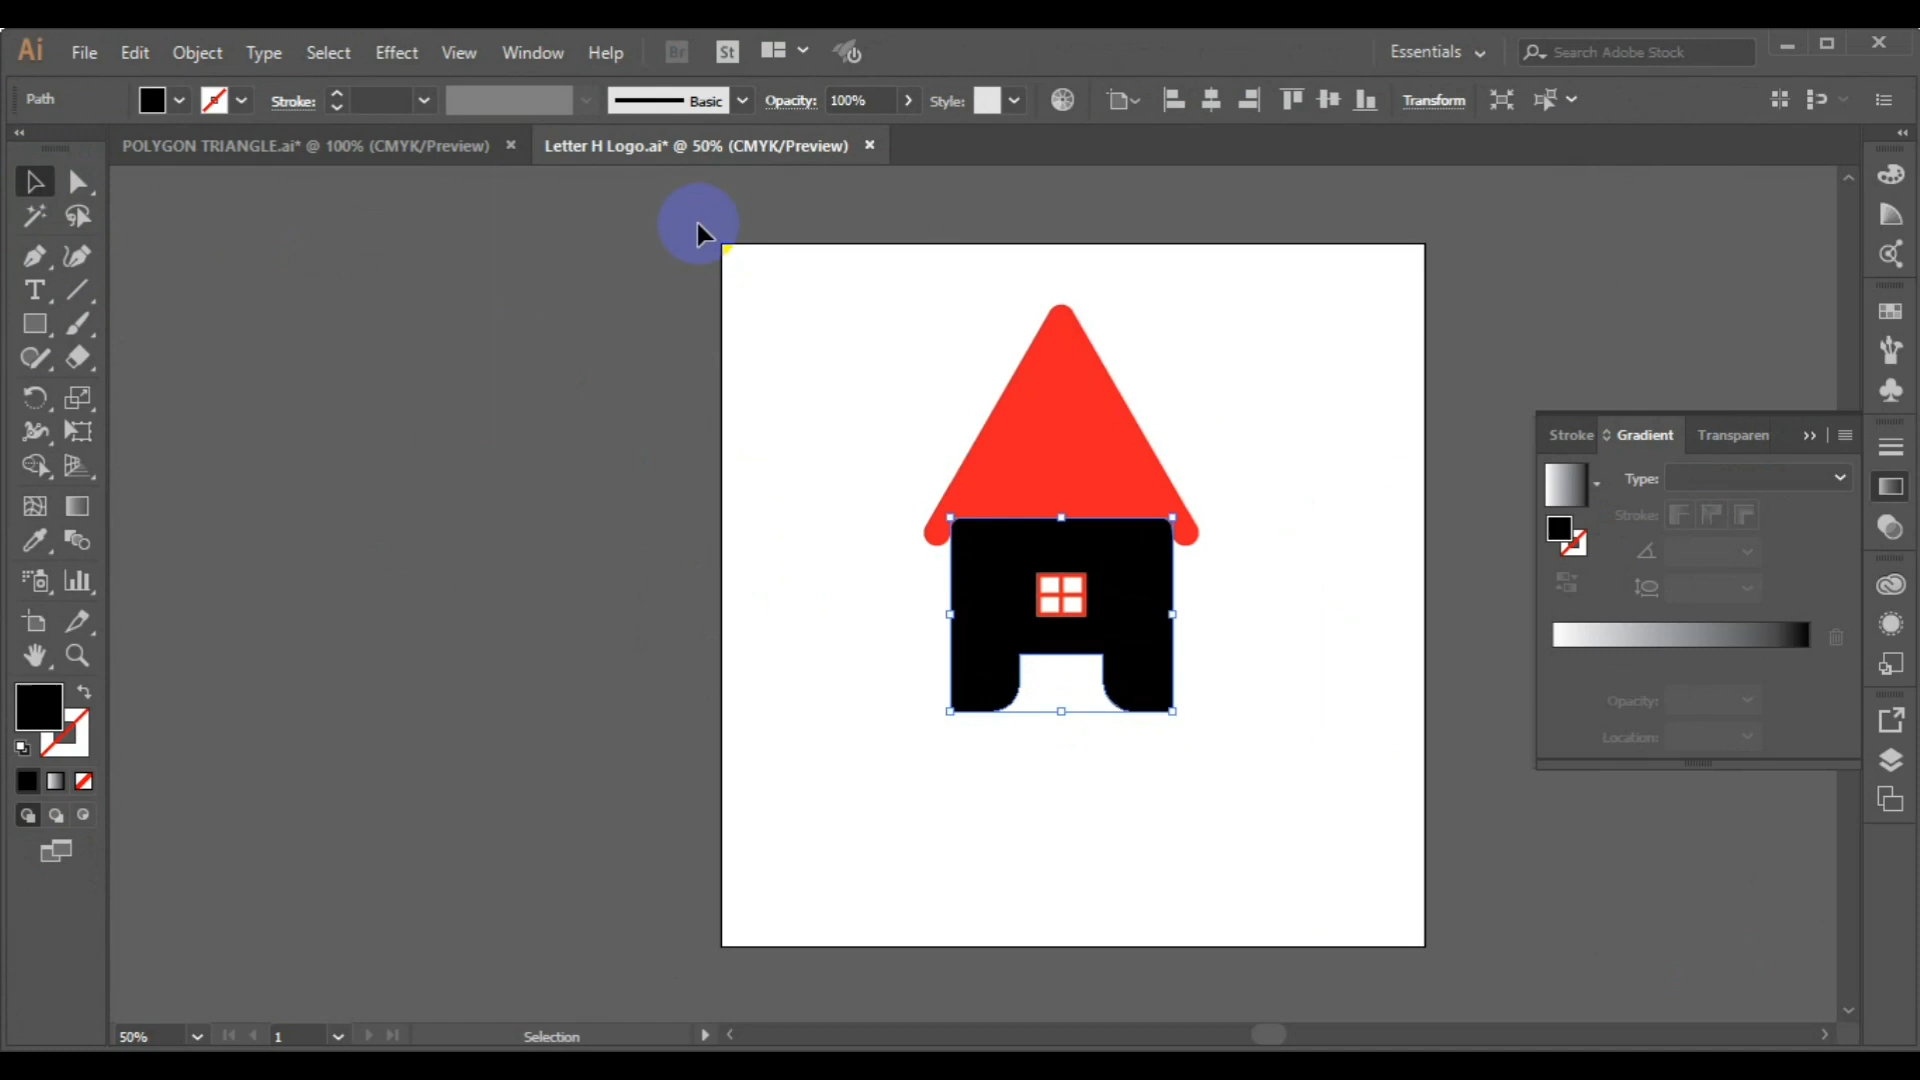 Ai File Edit Object Type Select Effect View Window Help Br St Essentials Search Adobe Stock
Path Stroke: Basic Opacity: 100% Style: Transform
POLYGON TRIANGLE.ai* @ 100% (CMYK/Preview) Letter H Logo.ai* @ 50% (CMYK/Preview)
Stroke Gradient Transparen
Type:
Stroke:
Opacity:
Location:
50% 1 Selection